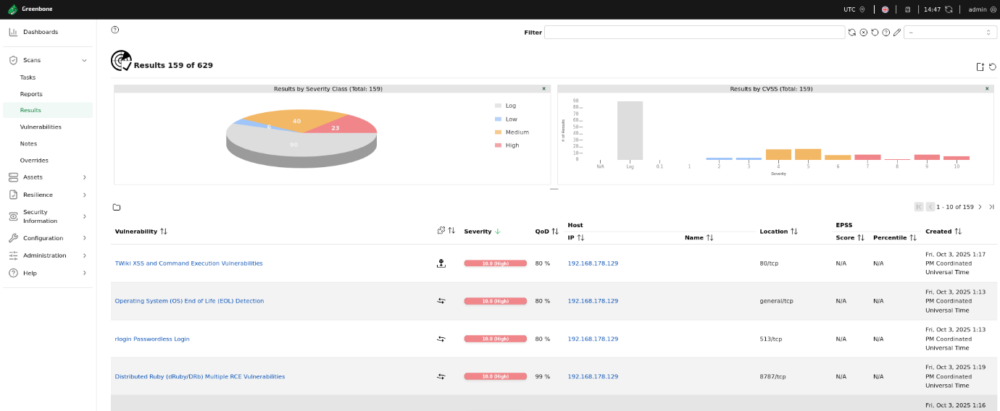 Greenbone
UTC
14:47
admin
Dashboards
Scans
Tasks
Reports
Results
Vulnerabilities
Notes
Overrides
Assets
Resilience
Security
Information
Configuration
Administration
Help
Filter
--
Results 159 of 629
Results by Severity Class (Total: 159)
×
40
6
23
90
Log
Low
Medium
High
Results by CVSS (Total: 159)
×
# of Results
90
80
70
60
50
40
30
20
10
0
N/A Log 0.1 1 2 3 4 5 6 7 8 9 10
Severity
1 - 10 of 159
Vulnerability Severity QoD Host Location EPSS Created
IP Name Score Percentile
TWiki XSS and Command Execution Vulnerabilities 10.0 (High) 80 % 192.168.178.129 80/tcp N/A N/A Fri, Oct 3, 2025 1:17
PM Coordinated
Universal Time
Operating System (OS) End of Life (EOL) Detection 10.0 (High) 80 % 192.168.178.129 general/tcp N/A N/A Fri, Oct 3, 2025 1:13
PM Coordinated
Universal Time
rlogin Passwordless Login 10.0 (High) 80 % 192.168.178.129 513/tcp N/A N/A Fri, Oct 3, 2025 1:13
PM Coordinated
Universal Time
Distributed Ruby (dRuby/DRb) Multiple RCE Vulnerabilities 10.0 (High) 99 % 192.168.178.129 8787/tcp N/A N/A Fri, Oct 3, 2025 1:19
PM Coordinated
Universal Time
Fri, Oct 3, 2025 1:16